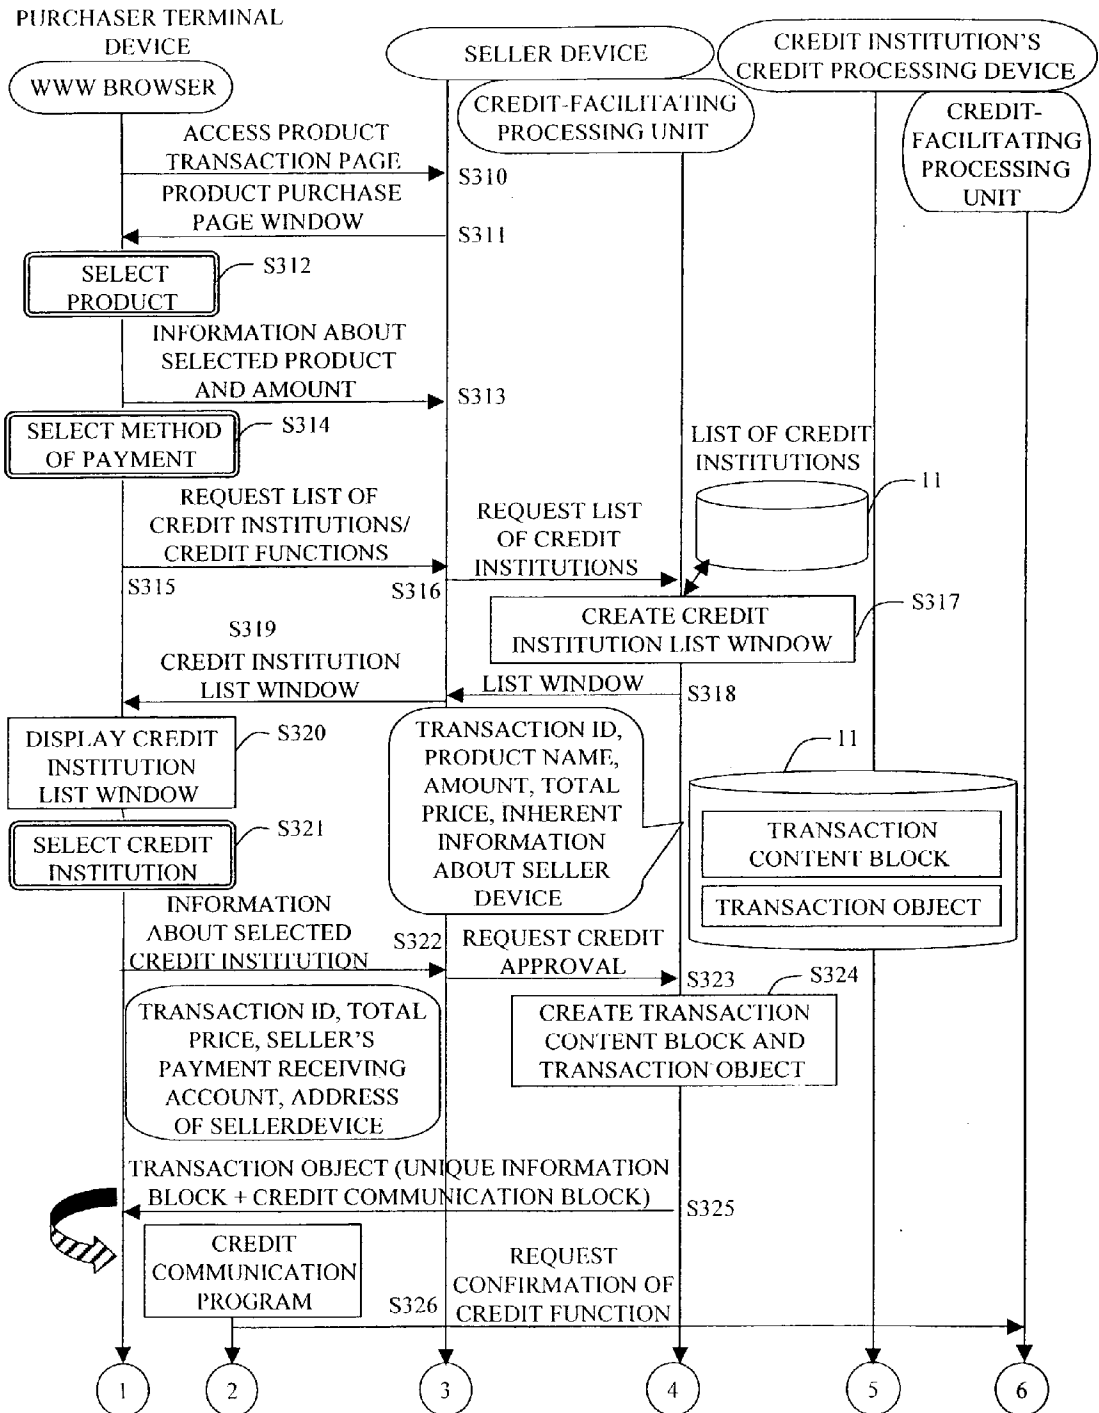 PURCHASER TERMINAL
DEVICE
WWW BROWSER
SELLER DEVICE
CREDIT-FACILITATING
PROCESSING UNIT
CREDIT INSTITUTION'S
CREDIT PROCESSING DEVICE
CREDIT-
FACILITATING
PROCESSING
UNIT
ACCESS PRODUCT
TRANSACTION PAGE
S310
PRODUCT PURCHASE
PAGE WINDOW
S311
SELECT
PRODUCT
S312
INFORMATION ABOUT
SELECTED PRODUCT
AND AMOUNT
S313
SELECT METHOD
OF PAYMENT
S314
LIST OF CREDIT
INSTITUTIONS
11
REQUEST LIST OF
CREDIT INSTITUTIONS/
CREDIT FUNCTIONS
S315
REQUEST LIST
OF CREDIT
INSTITUTIONS
S316
CREATE CREDIT
INSTITUTION LIST WINDOW
S317
S319
CREDIT INSTITUTION
LIST WINDOW
LIST WINDOW
S318
DISPLAY CREDIT
INSTITUTION
LIST WINDOW
S320
TRANSACTION ID,
PRODUCT NAME,
AMOUNT, TOTAL
PRICE, INHERENT
INFORMATION
ABOUT SELLER
DEVICE
11
TRANSACTION
CONTENT BLOCK
TRANSACTION OBJECT
SELECT CREDIT
INSTITUTION
S321
INFORMATION
ABOUT SELECTED
CREDIT INSTITUTION
S322
REQUEST CREDIT
APPROVAL
S323
S324
CREATE TRANSACTION
CONTENT BLOCK AND
TRANSACTION OBJECT
TRANSACTION ID, TOTAL
PRICE, SELLER'S
PAYMENT RECEIVING
ACCOUNT, ADDRESS
OF SELLERDEVICE
TRANSACTION OBJECT (UNIQUE INFORMATION
BLOCK + CREDIT COMMUNICATION BLOCK)
S325
CREDIT
COMMUNICATION
PROGRAM
S326
REQUEST
CONFIRMATION OF
CREDIT FUNCTION
1
2
3
4
5
6